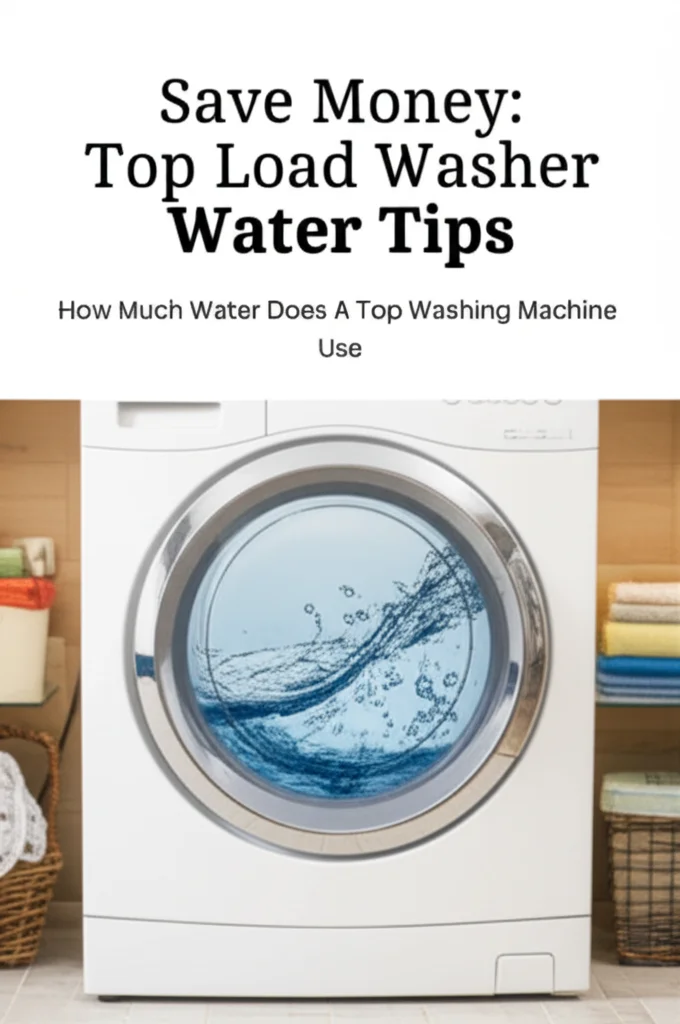 Save Money:
Top Load Washer
Water Tips
How Much Water Does A Top Washing Machine
Use